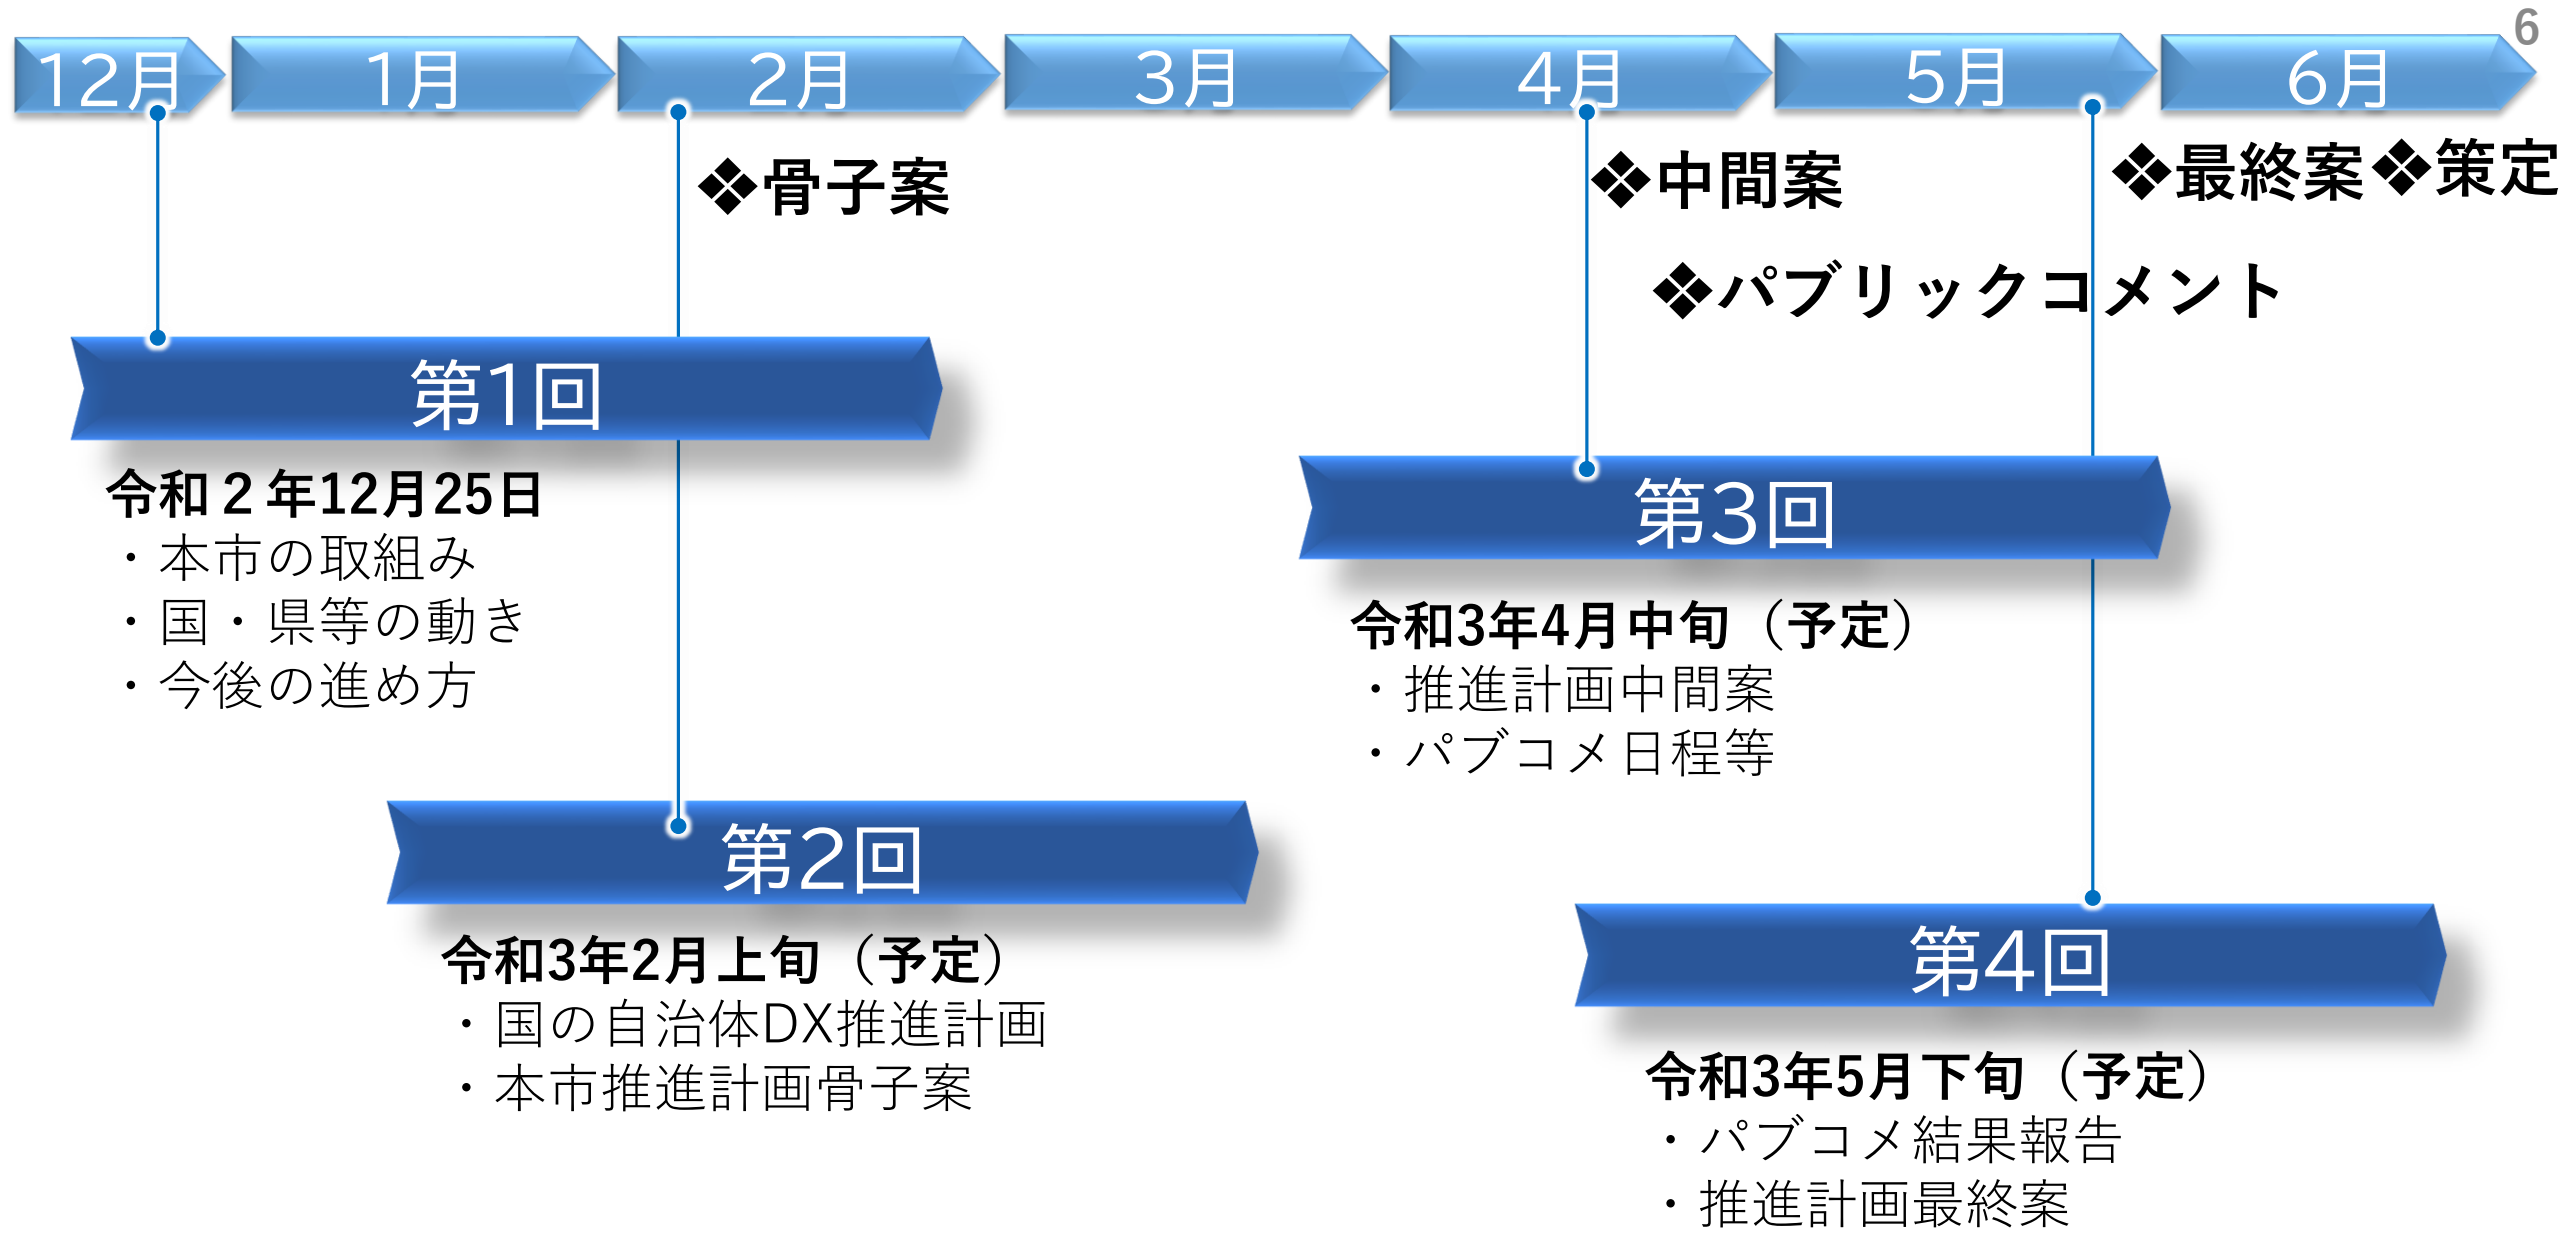 6
12月
1月
2月
3月
4月
5月
6月
❖骨子案
❖中間案
❖最終案
❖策定
❖パブリックコメント
第1回
令和２年12月25日
・本市の取組み
・国・県等の動き
・今後の進め方
第2回
令和3年2月上旬（予定）
・国の自治体DX推進計画
・本市推進計画骨子案
第3回
令和3年4月中旬（予定）
・推進計画中間案
・パブコメ日程等
第4回
令和3年5月下旬（予定）
・パブコメ結果報告
・推進計画最終案